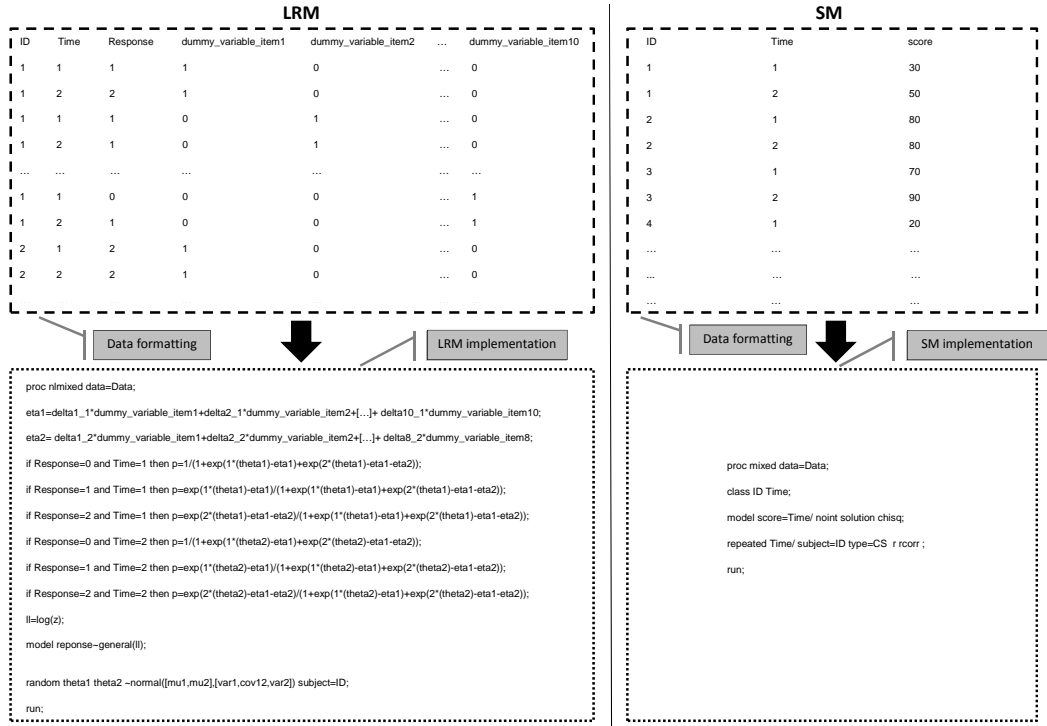 LRM
ID Time Response dummy_variable_item1 dummy_variable_item2 … dummy_variable_item10
1 1 1 1 0 … 0
1 2 2 1 0 … 0
1 1 1 0 1 … 0
1 2 1 0 1 … 0
… … … … … … …
1 1 0 0 0 … 1
1 2 1 0 0 … 1
2 1 2 1 0 … 0
2 2 2 1 0 … 0
Data formatting
LRM implementation
proc nlmixed data=Data;
eta1=delta1_1*dummy_variable_item1+delta2_1*dummy_variable_item2+[…]+ delta10_1*dummy_variable_item10;
eta2= delta1_2*dummy_variable_item1+delta2_2*dummy_variable_item2+[…]+ delta8_2*dummy_variable_item8;
if Response=0 and Time=1 then p=1/(1+exp(1*(theta1)-eta1)+exp(2*(theta1)-eta1-eta2));
if Response=1 and Time=1 then p=exp(1*(theta1)-eta1)/(1+exp(1*(theta1)-eta1)+exp(2*(theta1)-eta1-eta2));
if Response=2 and Time=1 then p=exp(2*(theta1)-eta1-eta2)/(1+exp(1*(theta1)-eta1)+exp(2*(theta1)-eta1-eta2));
if Response=0 and Time=2 then p=1/(1+exp(1*(theta2)-eta1)+exp(2*(theta2)-eta1-eta2));
if Response=1 and Time=2 then p=exp(1*(theta2)-eta1)/(1+exp(1*(theta2)-eta1)+exp(2*(theta2)-eta1-eta2));
if Response=2 and Time=2 then p=exp(2*(theta2)-eta1-eta2)/(1+exp(1*(theta2)-eta1)+exp(2*(theta2)-eta1-eta2));
ll=log(z);
model reponse~general(ll);
random theta1 theta2 ~normal([mu1,mu2],[var1,cov12,var2]) subject=ID;
run;
SM
ID Time score
1 1 30
1 2 50
2 1 80
2 2 80
3 1 70
3 2 90
4 1 20
… … …
... … …
… … …
Data formatting
SM implementation
proc mixed data=Data;
class ID Time;
model score=Time/ noint solution chisq;
repeated Time/ subject=ID type=CS r rcorr ;
run;